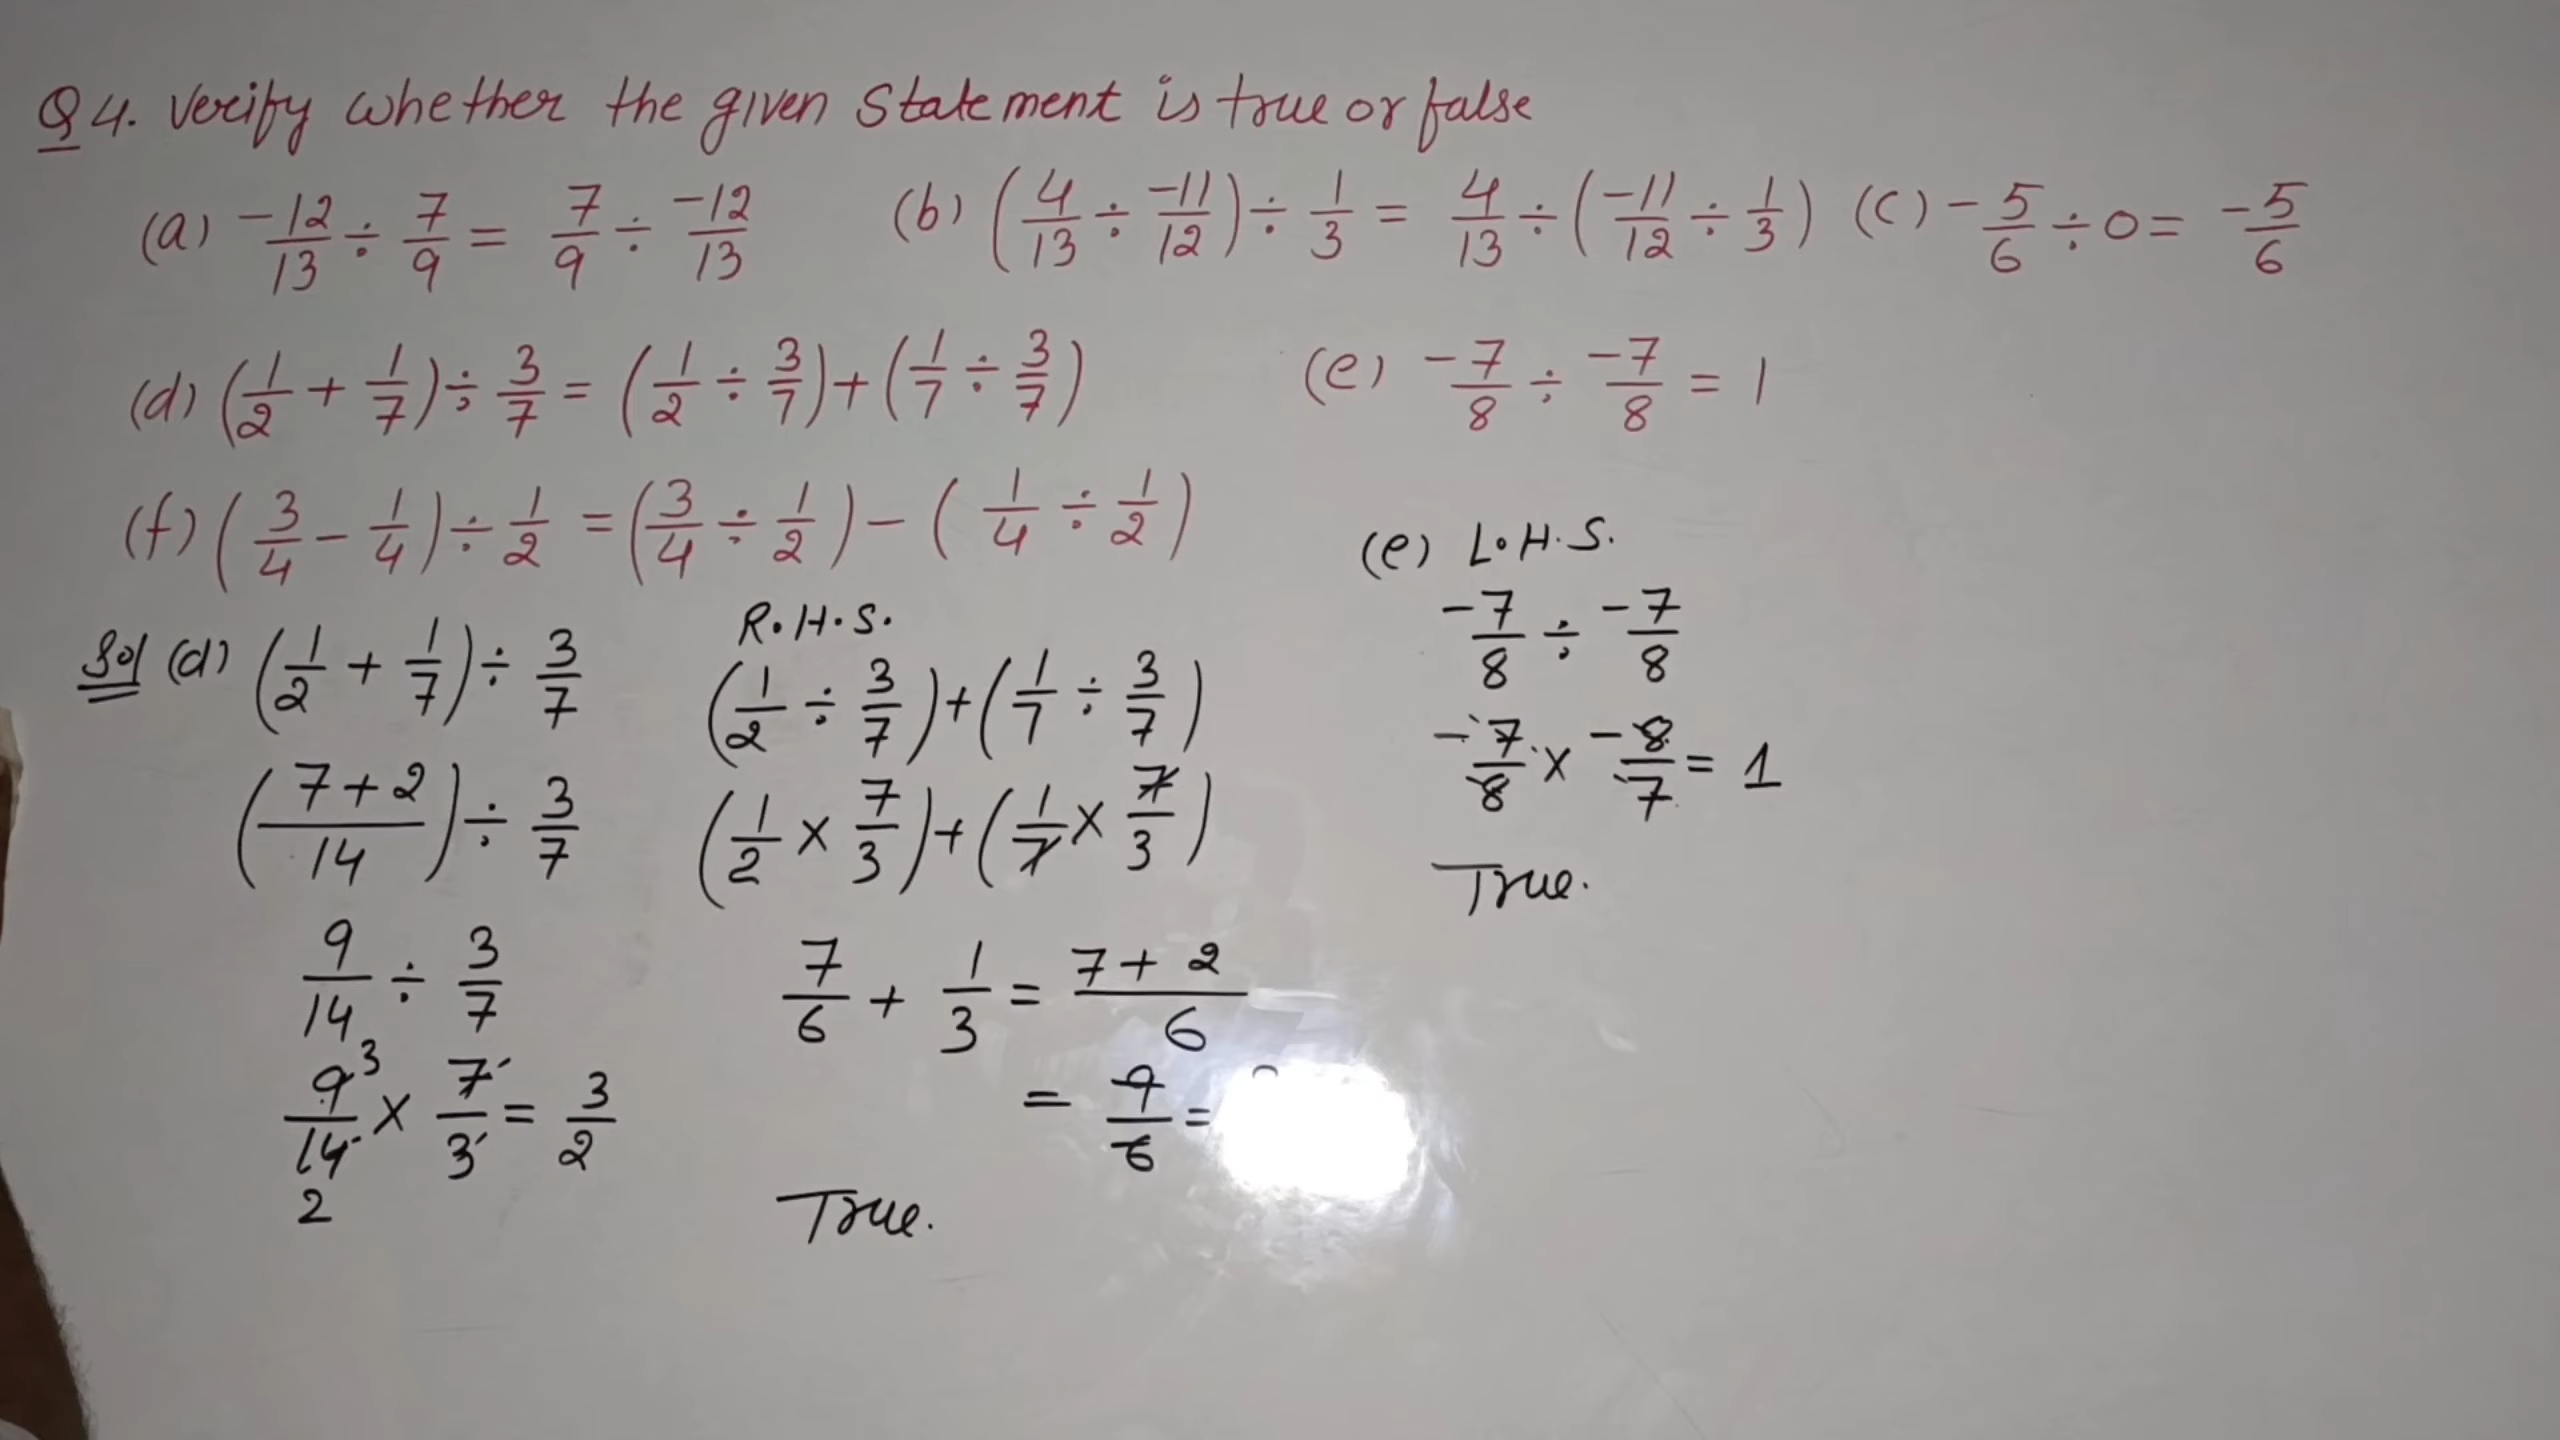 Q4. Verify whether the given Statement is true or false
(a) -12/13 ÷ 7/9 = 7/9 ÷ -12/13 (b) (4/13 ÷ -11/12) ÷ 1/3 = 4/13 ÷ (-11/12 ÷ 1/3) (c) -5/6 ÷ 0 = -5/6
(d) (1/2 + 1/7) ÷ 3/7 = (1/2 ÷ 3/7) + (1/7 ÷ 3/7) (e) -7/8 ÷ -7/8 = 1
(f) (3/4 - 1/4) ÷ 1/2 = (3/4 ÷ 1/2) - (1/4 ÷ 1/2)
Sol (d) (1/2 + 1/7) ÷ 3/7
((7+2)/14) ÷ 3/7
9/14 ÷ 3/7
9/14 × 7/3 = 3/2
3
2
R.H.S.
(1/2 ÷ 3/7) + (1/7 ÷ 3/7)
(1/2 × 7/3) + (1/7 × 7/3)
7/6 + 1/3 = (7+2)/6
= 9/6 =
True.
(e) L.H.S.
-7/8 ÷ -7/8
-7/8 × -8/7 = 1
True.